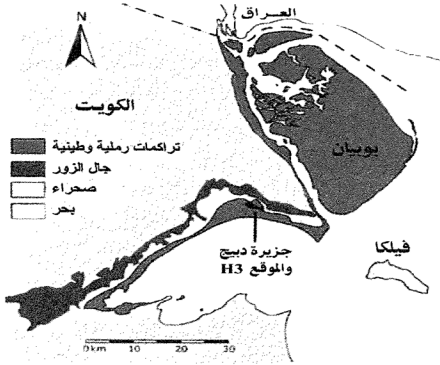 العراق
N
الكويت
بوبيان
تراكمات رملية وطينية
جال الزور
صحراء
بحر
فيلكا
جزيرة دبيج
والموقع H3
0km 10 20 30